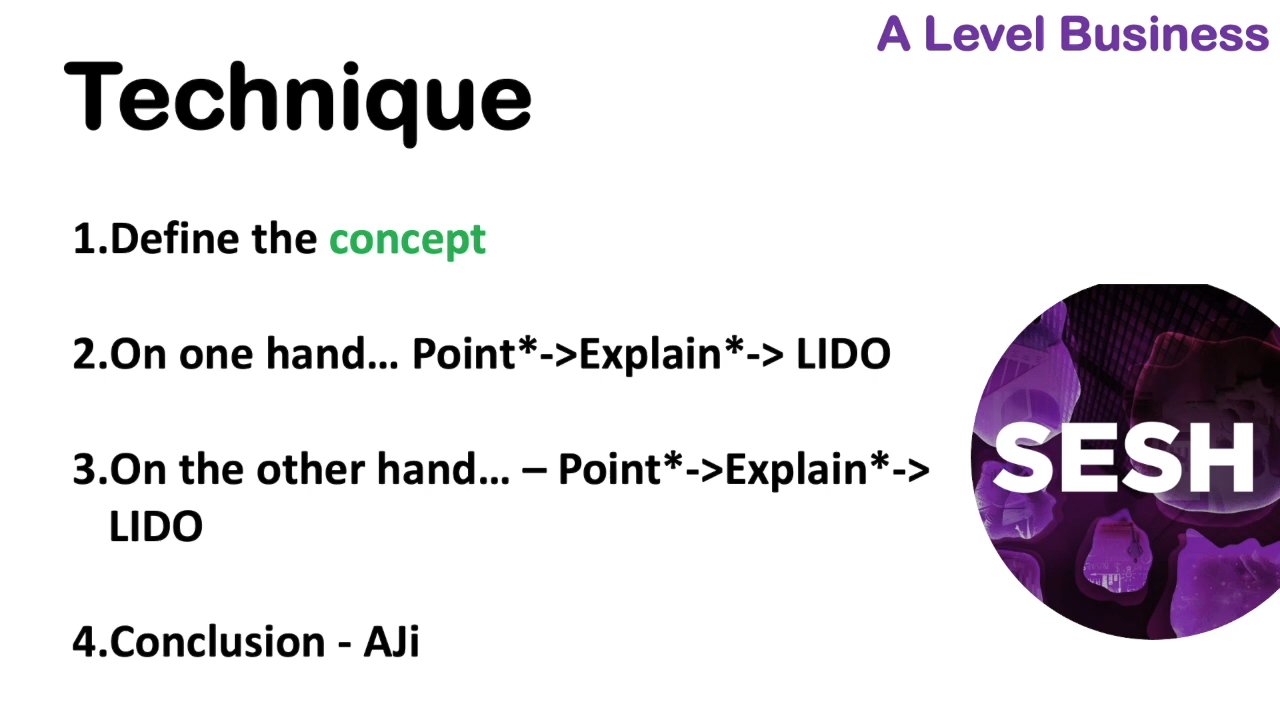 A Level Business
Technique
1.Define the concept
2.On one hand… Point*->Explain*-> LIDO
3.On the other hand… – Point*->Explain*->
LIDO
SESH
4.Conclusion - AJi